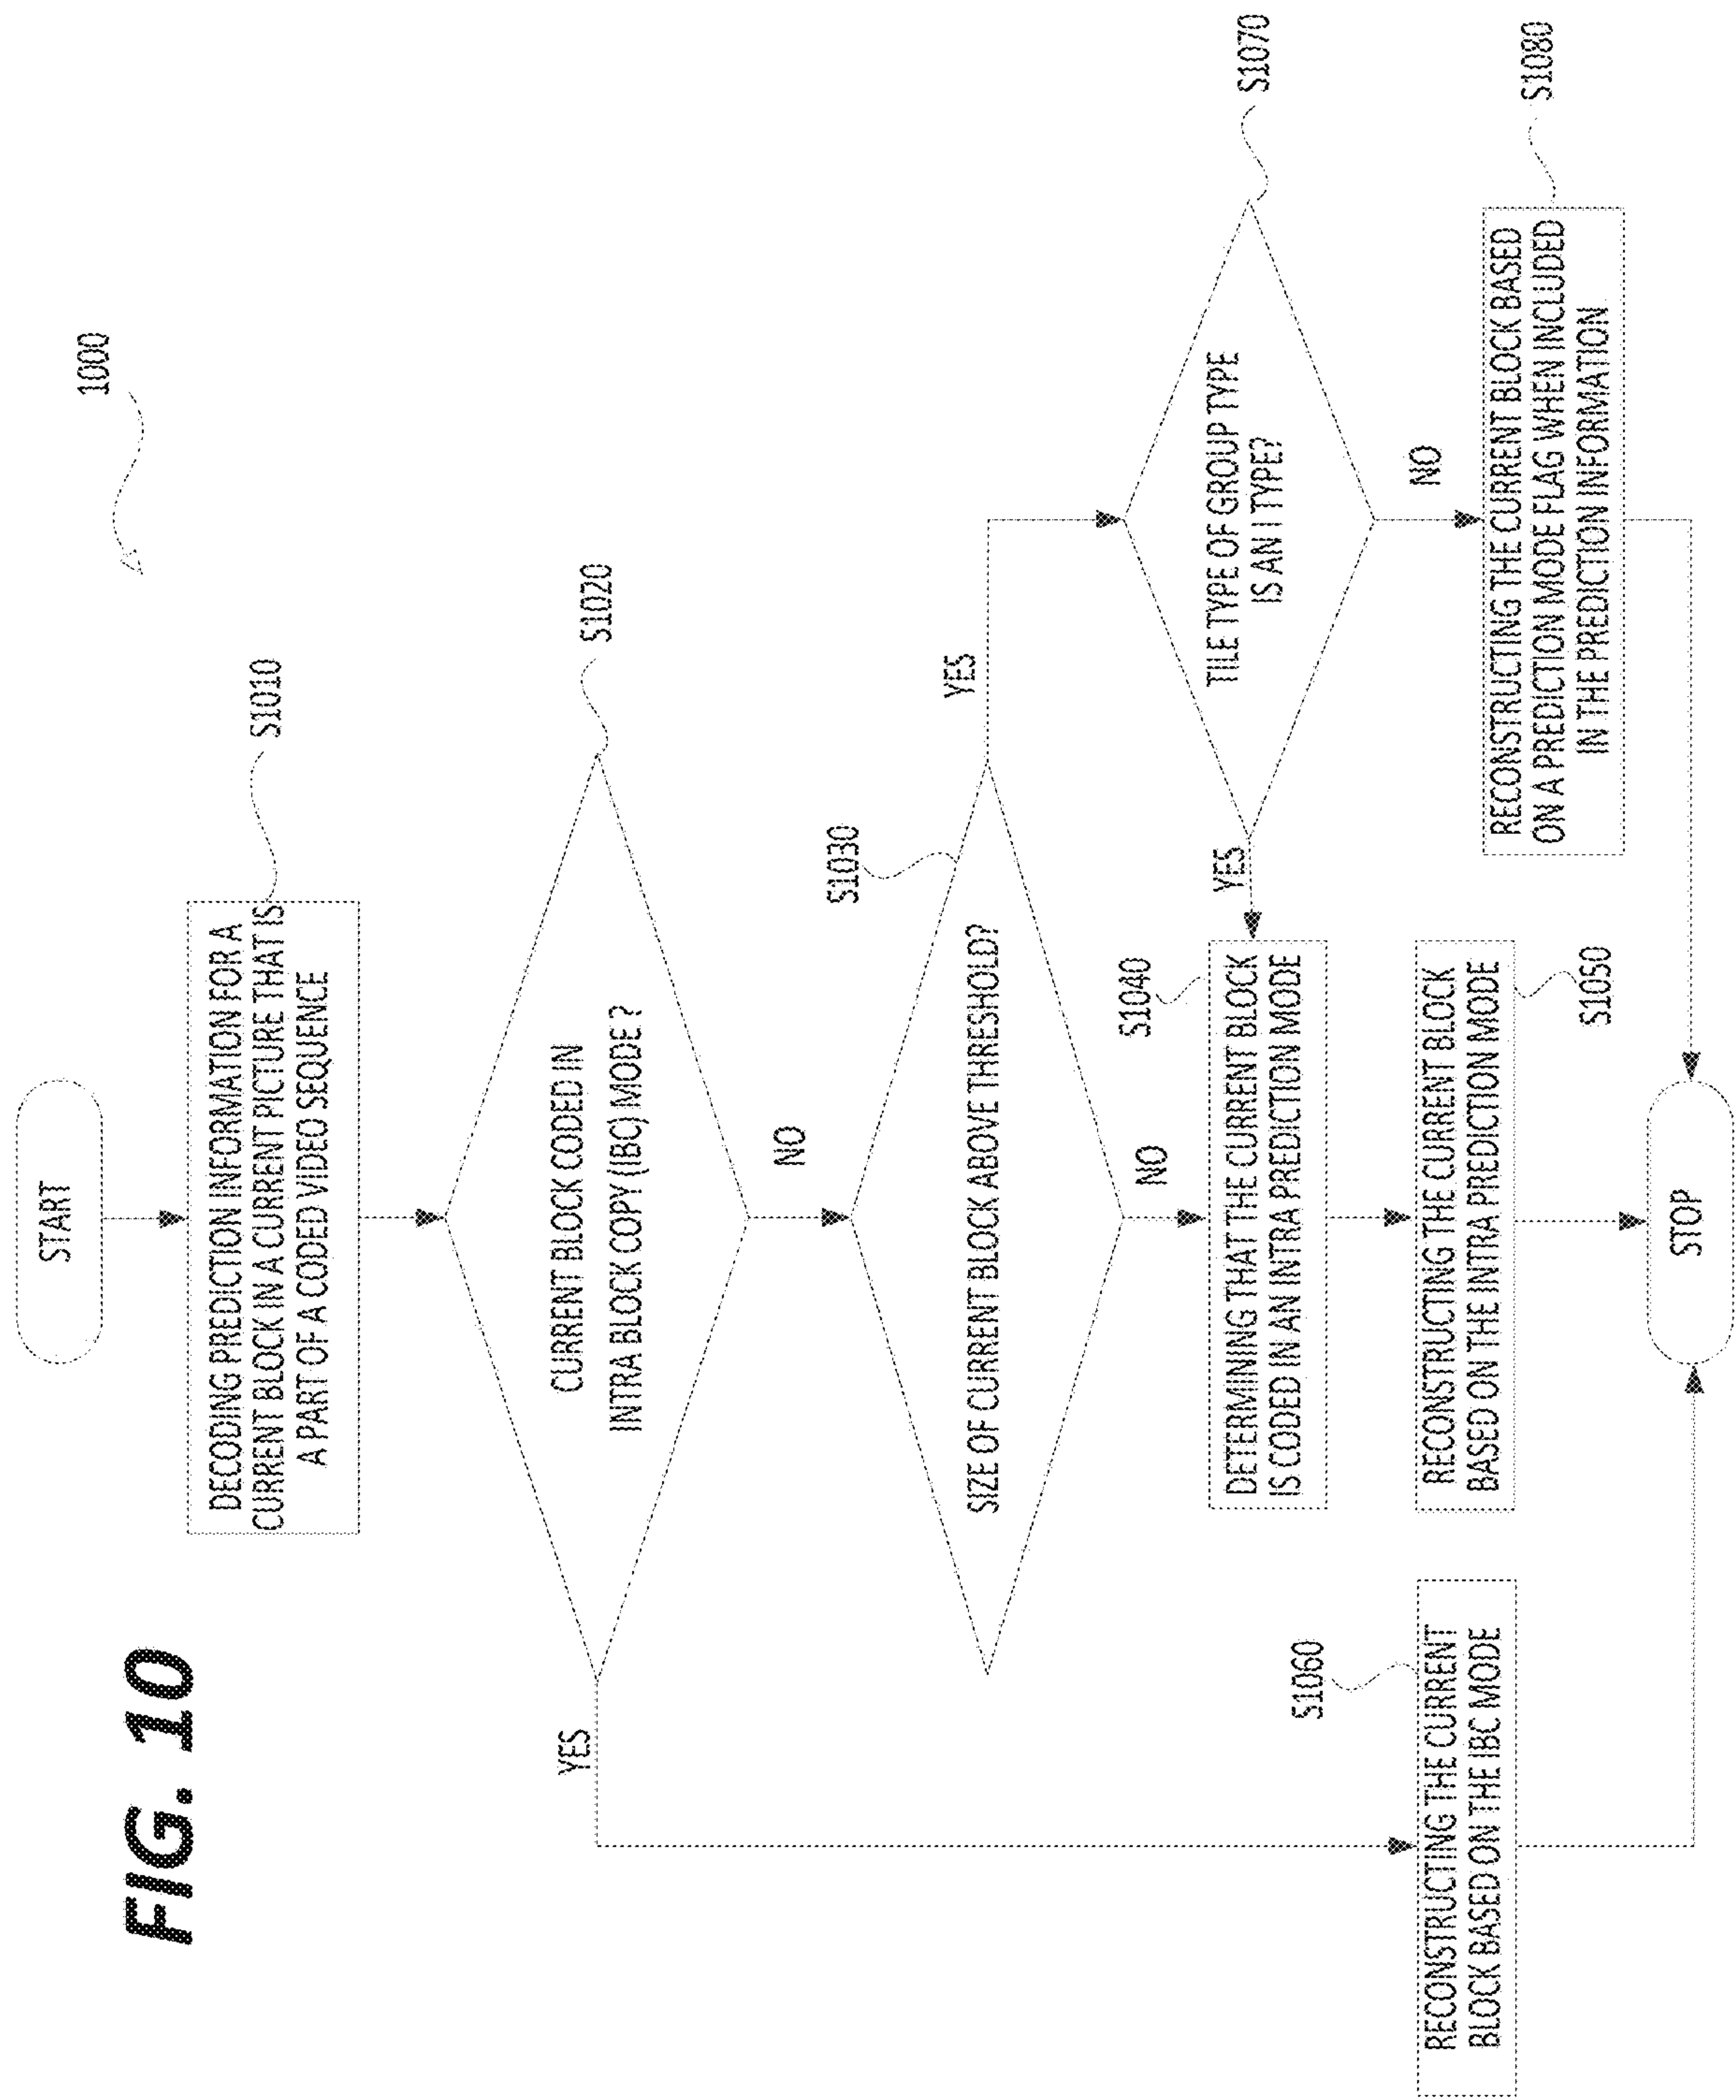 FIG. 10
1000
START
DECODING PREDICTION INFORMATION FOR A
CURRENT BLOCK IN A CURRENT PICTURE THAT IS
A PART OF A CODED VIDEO SEQUENCE
S1010
CURRENT BLOCK CODED IN
INTRA BLOCK COPY (IBC) MODE ?
S1020
YES
NO
SIZE OF CURRENT BLOCK ABOVE THRESHOLD?
S1030
YES
NO
TILE TYPE OF GROUP TYPE
IS AN I TYPE?
S1070
YES
NO
DETERMINING THAT THE CURRENT BLOCK
IS CODED IN AN INTRA PREDICTION MODE
S1040
RECONSTRUCTING THE CURRENT
BLOCK BASED ON THE IBC MODE
S1060
RECONSTRUCTING THE CURRENT BLOCK
BASED ON THE INTRA PREDICTION MODE
S1050
RECONSTRUCTING THE CURRENT BLOCK BASED
ON A PREDICTION MODE FLAG WHEN INCLUDED
IN THE PREDICTION INFORMATION
S1080
STOP